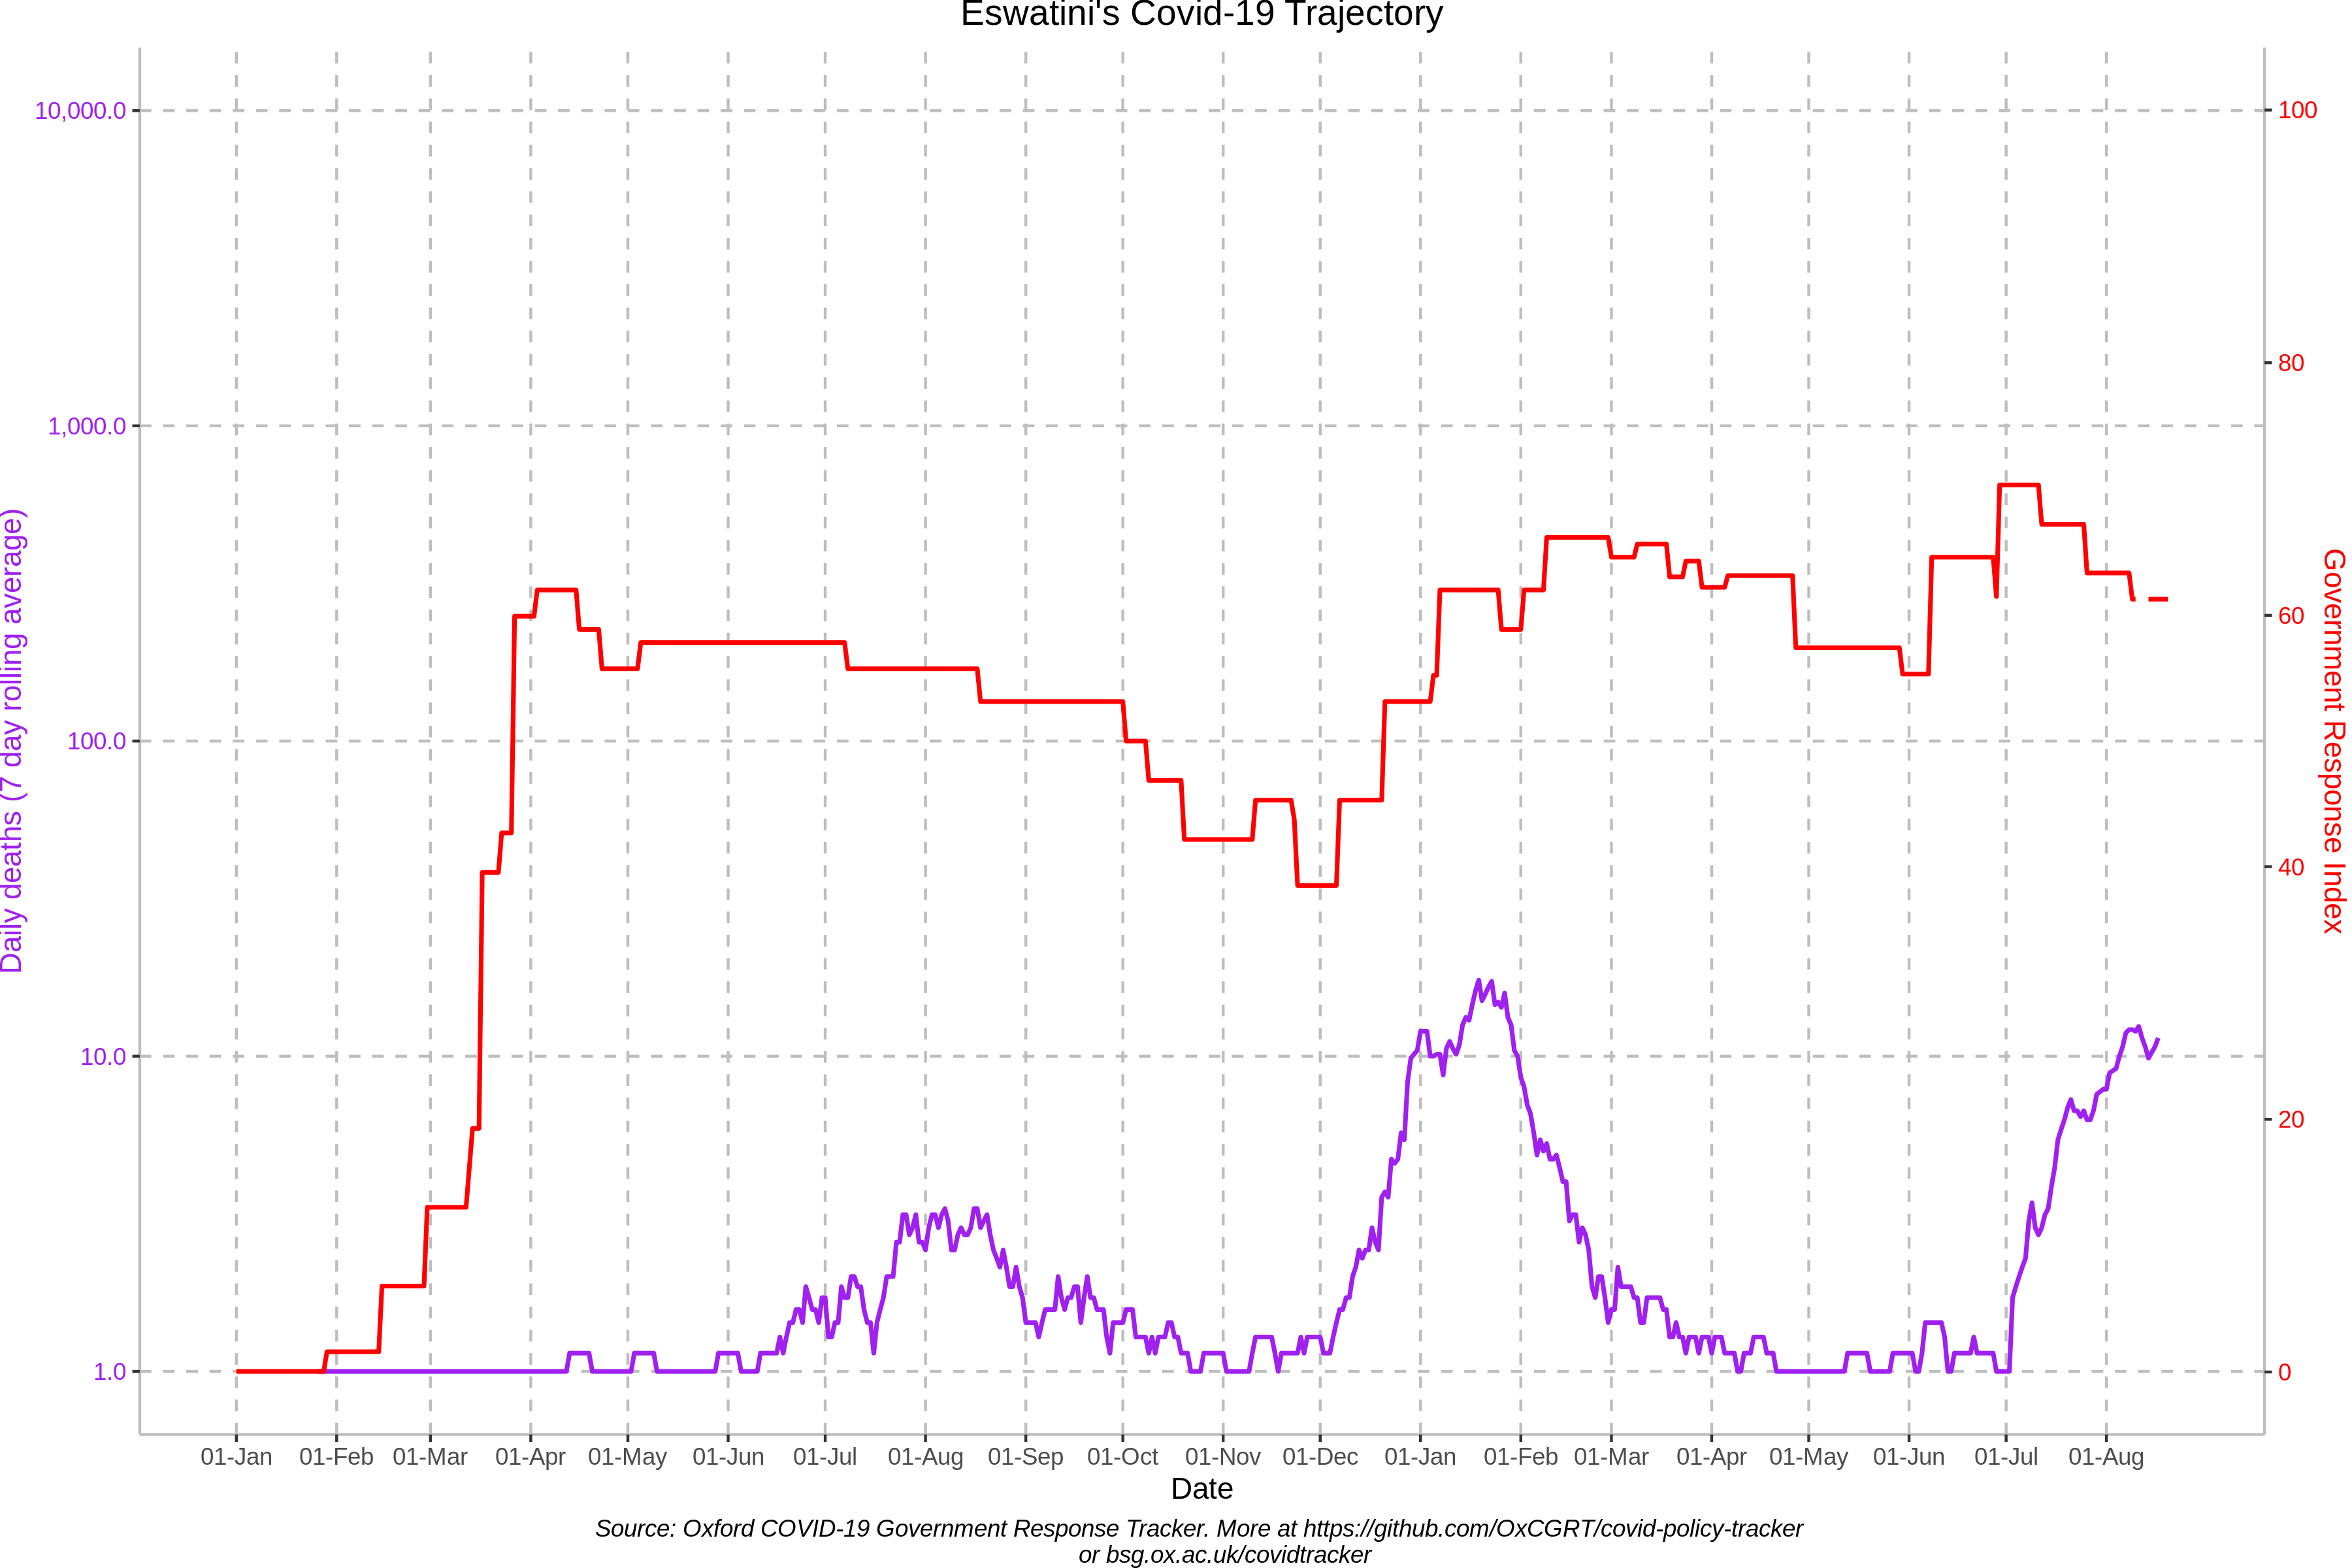 Eswatini's Covid-19 Trajectory
10,000.0
1,000.0
100.0
10.0
1.0
Daily deaths (7 day rolling average)
100
80
60
40
20
0
Government Response Index
01-Jan 01-Feb 01-Mar 01-Apr 01-May 01-Jun 01-Jul 01-Aug 01-Sep 01-Oct 01-Nov 01-Dec 01-Jan 01-Feb 01-Mar 01-Apr 01-May 01-Jun 01-Jul 01-Aug
Date
Source: Oxford COVID-19 Government Response Tracker. More at https://github.com/OxCGRT/covid-policy-tracker
or bsg.ox.ac.uk/covidtracker